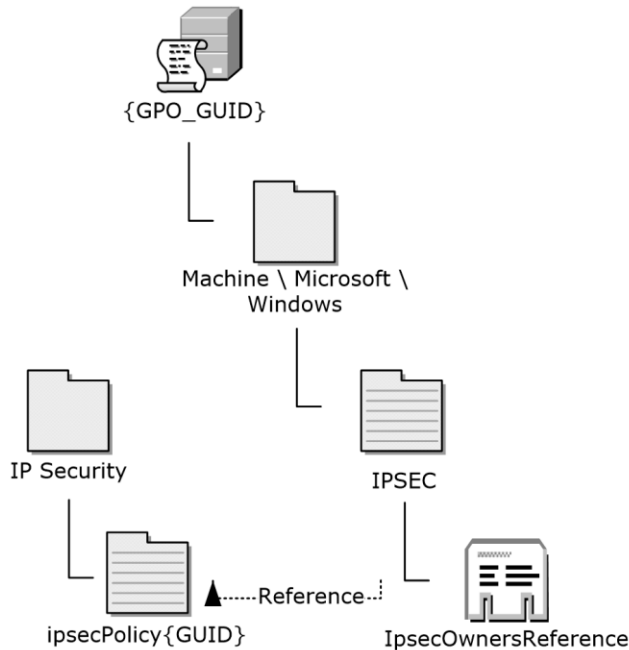 {GPO_GUID}
Machine \ Microsoft \
Windows
IP Security
IPSEC
Reference
ipsecPolicy{GUID}
IpsecOwnersReference